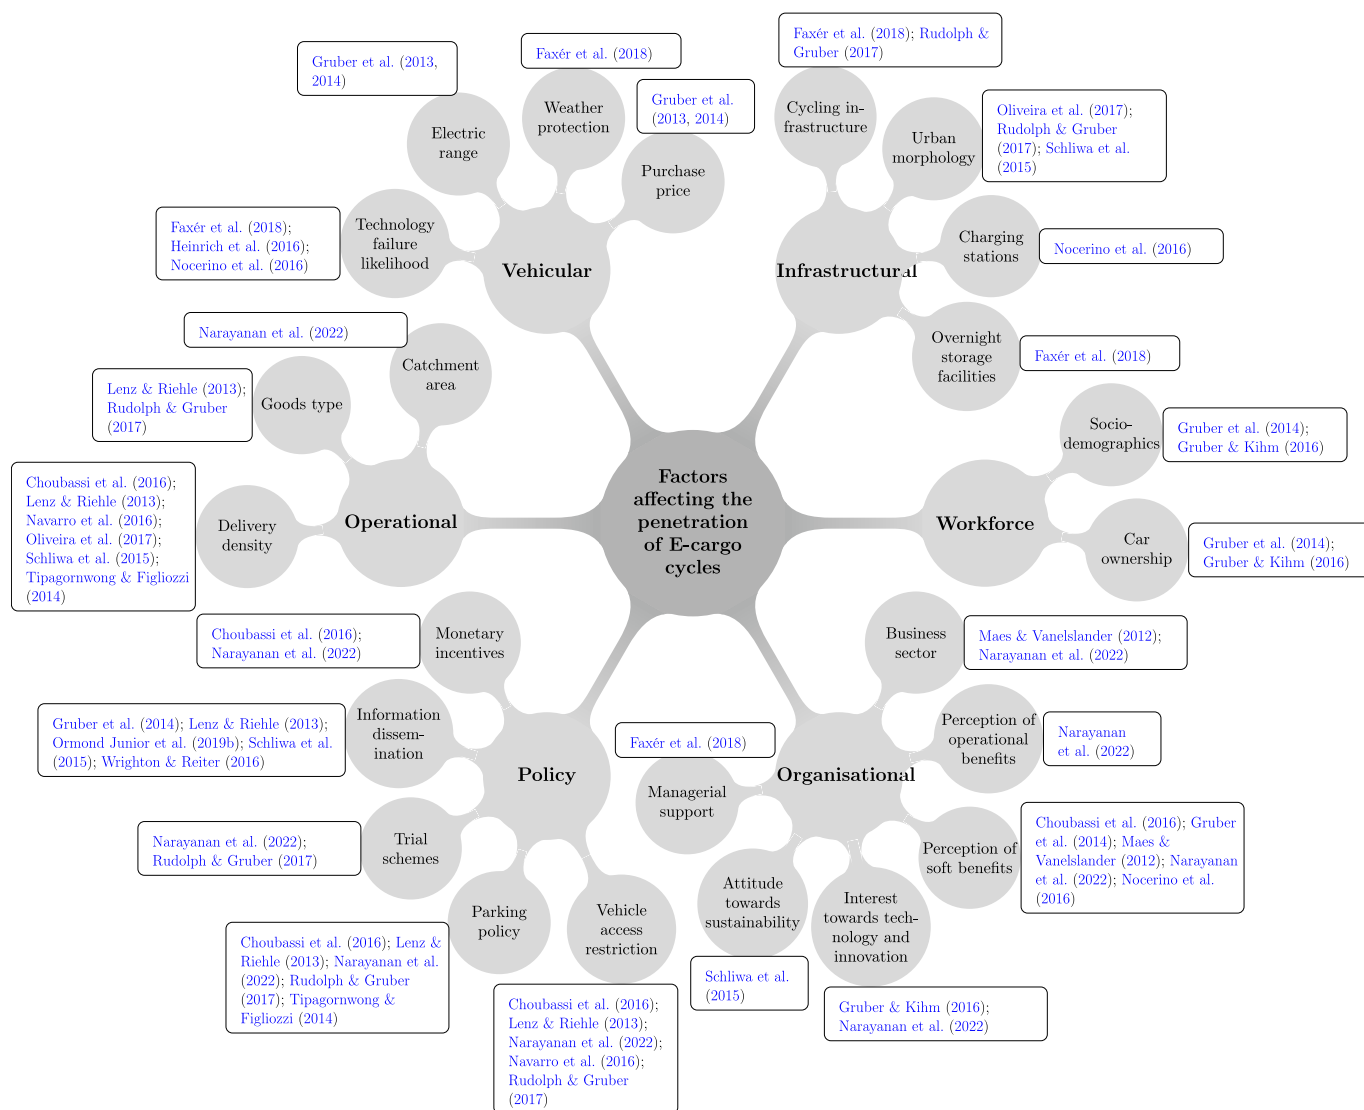 Factors
affecting the
penetration
of E-cargo
cycles
Vehicular
Technology
failure
likelihood
Faxér et al. (2018);
Heinrich et al. (2016);
Nocerino et al. (2016)
Electric
range
Gruber et al. (2013,
2014)
Weather
protection
Faxér et al. (2018)
Purchase
price
Gruber et al.
(2013, 2014)
Infrastructural
Cycling in-
frastructure
Faxér et al. (2018); Rudolph &
Gruber (2017)
Urban
morphology
Oliveira et al. (2017);
Rudolph & Gruber
(2017); Schliwa et al.
(2015)
Charging
stations
Nocerino et al. (2016)
Overnight
storage
facilities
Faxér et al. (2018)
Workforce
Socio-
demographics
Gruber et al. (2014);
Gruber & Kihm (2016)
Car
ownership
Gruber et al. (2014);
Gruber & Kihm (2016)
Organisational
Business
sector
Maes & Vanelslander (2012);
Narayanan et al. (2022)
Perception of
operational
benefits
Narayanan
et al. (2022)
Perception of
soft benefits
Choubassi et al. (2016); Gruber
et al. (2014); Maes &
Vanelslander (2012); Narayanan
et al. (2022); Nocerino et al.
(2016)
Interest
towards tech-
nology and
innovation
Gruber & Kihm (2016);
Narayanan et al. (2022)
Attitude
towards
sustainability
Schliwa et al.
(2015)
Managerial
support
Faxér et al. (2018)
Policy
Vehicle
access
restriction
Choubassi et al. (2016);
Lenz & Riehle (2013);
Narayanan et al. (2022);
Navarro et al. (2016);
Rudolph & Gruber
(2017)
Parking
policy
Choubassi et al. (2016); Lenz &
Riehle (2013); Narayanan et al.
(2022); Rudolph & Gruber
(2017); Tipagornwong &
Figliozzi (2014)
Trial
schemes
Narayanan et al. (2022);
Rudolph & Gruber (2017)
Information
dissem-
ination
Gruber et al. (2014); Lenz & Riehle (2013);
Ormond Junior et al. (2019b); Schliwa et al.
(2015); Wrighton & Reiter (2016)
Monetary
incentives
Choubassi et al. (2016);
Narayanan et al. (2022)
Operational
Delivery
density
Choubassi et al. (2016);
Lenz & Riehle (2013);
Navarro et al. (2016);
Oliveira et al. (2017);
Schliwa et al. (2015);
Tipagornwong & Figliozzi
(2014)
Goods type
Lenz & Riehle (2013);
Rudolph & Gruber
(2017)
Catchment
area
Narayanan et al. (2022)